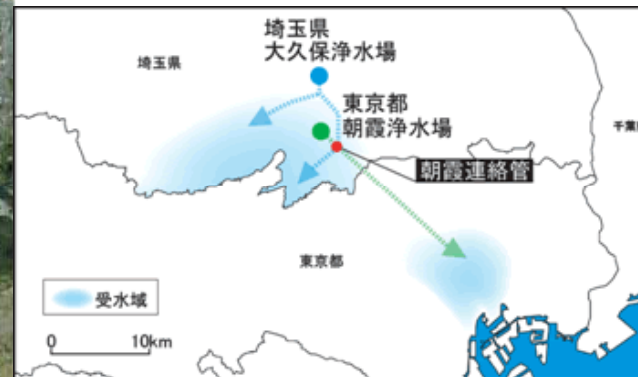 埼玉県
大久保浄水場
埼玉県
東京都
朝霞浄水場
千葉県
朝霞連絡管
東京都
受水域
0 10km